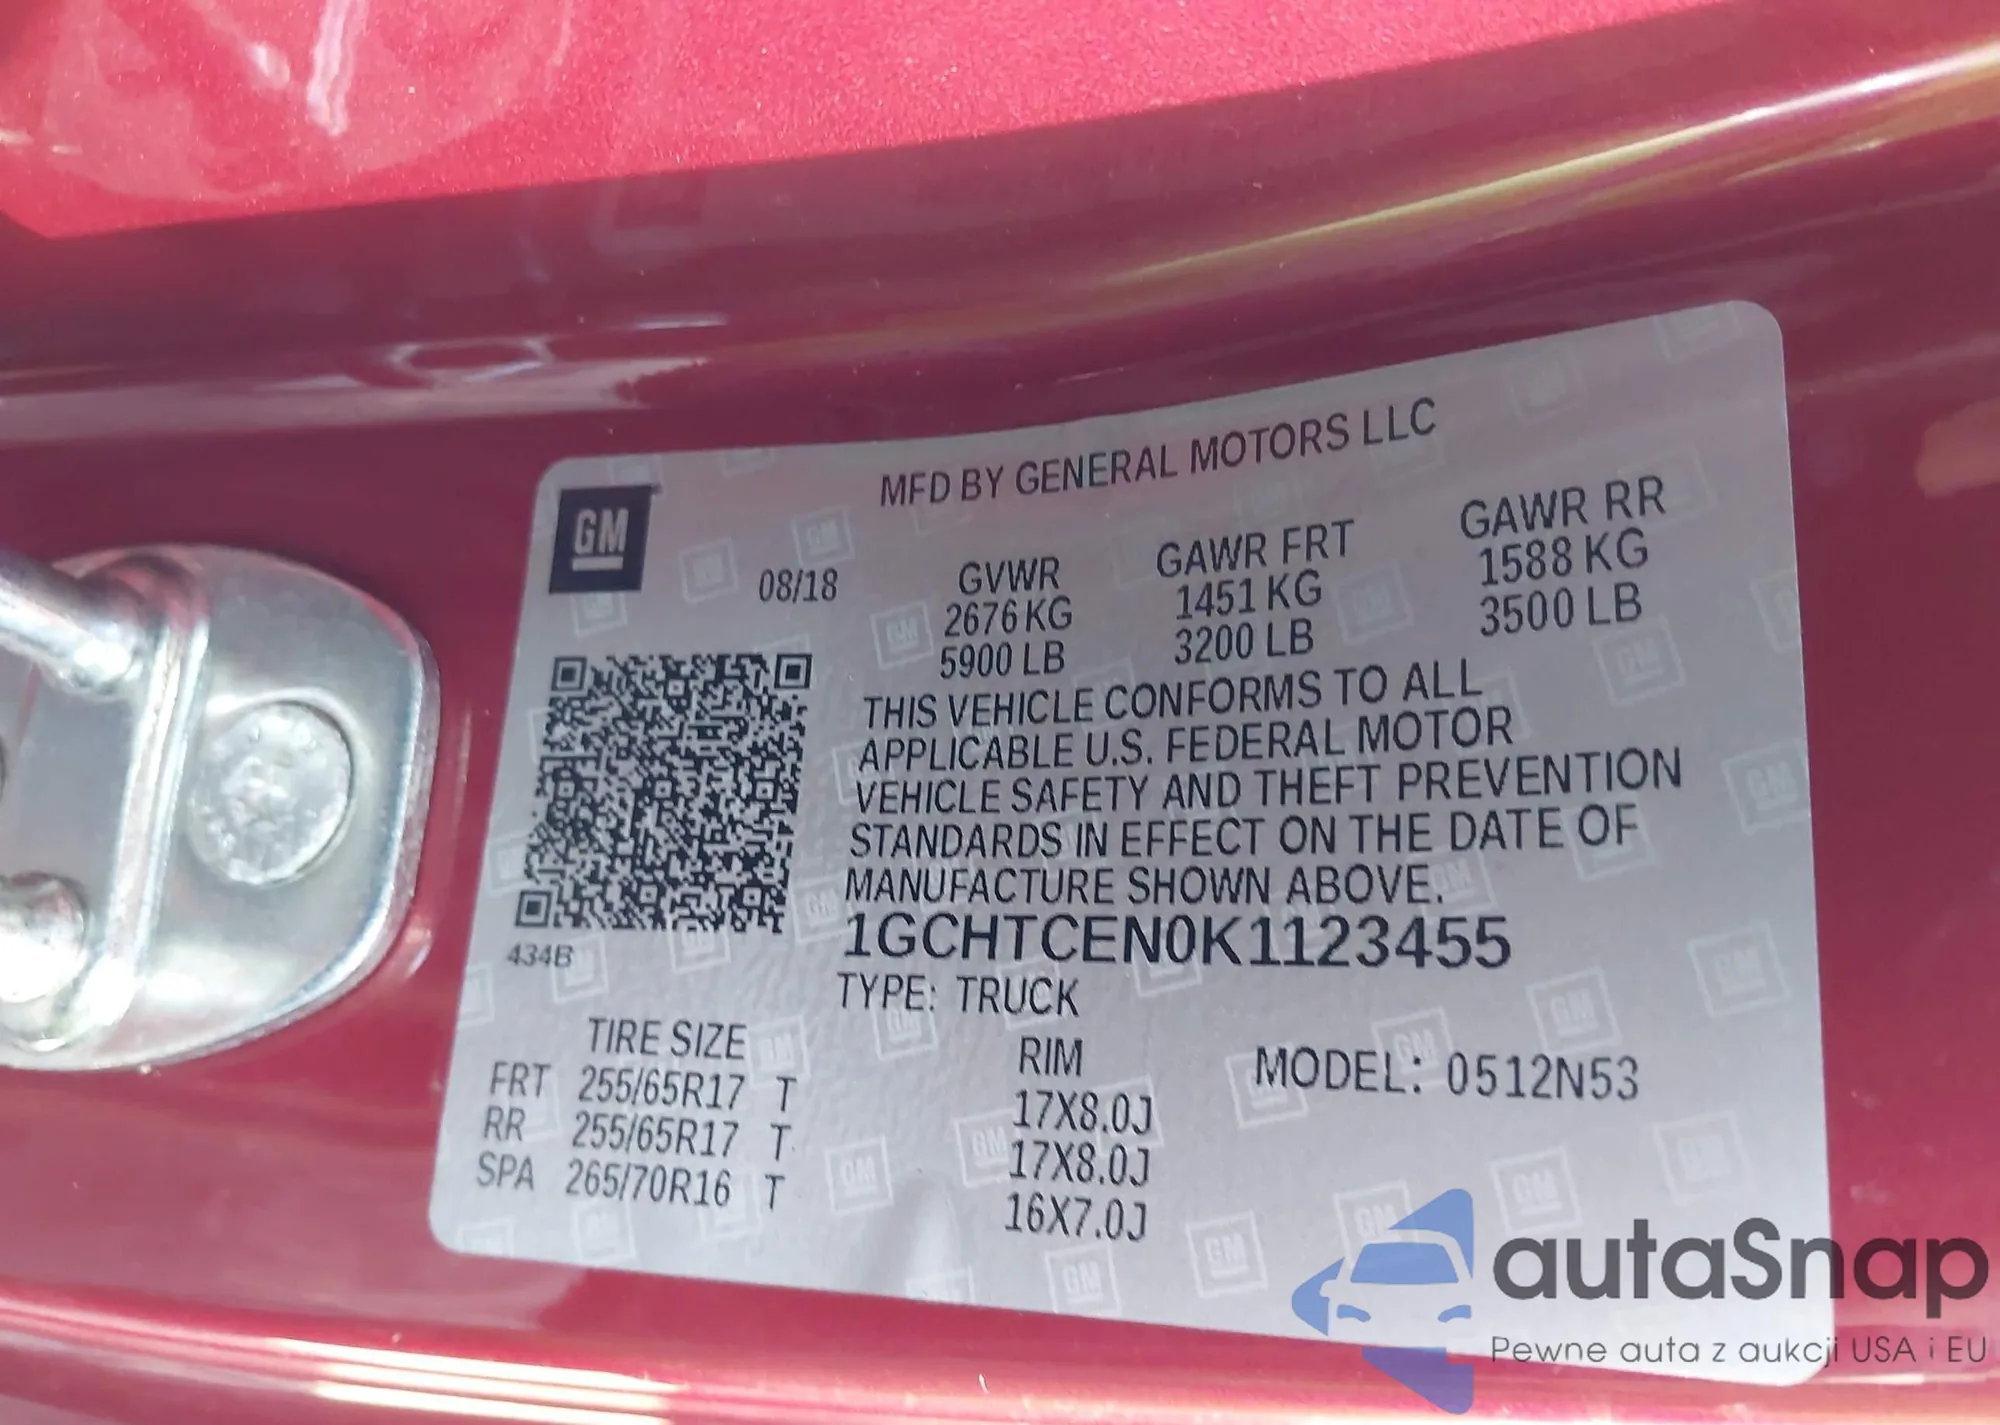 MFD BY GENERAL MOTORS LLC
GM
08/18
GVWR
2676 KG
5900 LB
GAWR FRT
1451 KG
3200 LB
GAWR RR
1588 KG
3500 LB
THIS VEHICLE CONFORMS TO ALL
APPLICABLE U.S. FEDERAL MOTOR
VEHICLE SAFETY AND THEFT PREVENTION
STANDARDS IN EFFECT ON THE DATE OF
MANUFACTURE SHOWN ABOVE.
434B
1GCHTCEN0K1123455
TYPE: TRUCK
TIRE SIZE
RIM
MODEL: 0512N53
FRT 255/65R17 T 17X8.0J
RR 255/65R17 T 17X8.0J
SPA 265/70R16 T 16X7.0J
autaSnap
Pewne auta z aukcji USA i EU